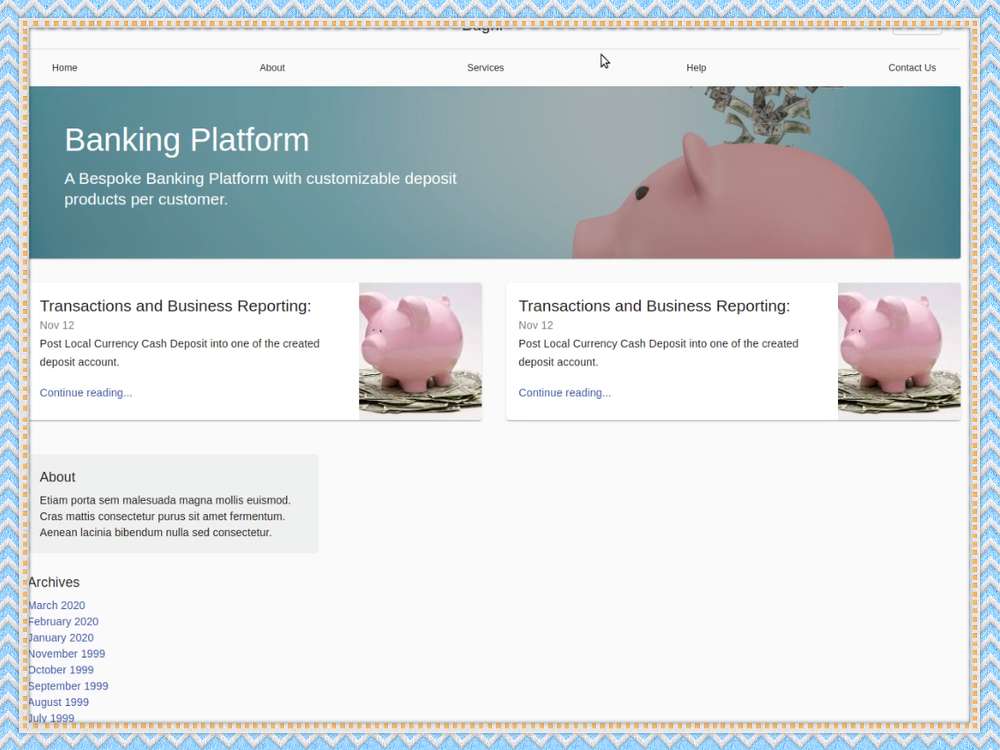 Home About Services Help Contact Us
Banking Platform
A Bespoke Banking Platform with customizable deposit
products per customer.
Transactions and Business Reporting:
Nov 12
Post Local Currency Cash Deposit into one of the created
deposit account.
Continue reading...
Transactions and Business Reporting:
Nov 12
Post Local Currency Cash Deposit into one of the created
deposit account.
Continue reading...
About
Etiam porta sem malesuada magna mollis euismod.
Cras mattis consectetur purus sit amet fermentum.
Aenean lacinia bibendum nulla sed consectetur.
Archives
March 2020
February 2020
January 2020
November 1999
October 1999
September 1999
August 1999
July 1999